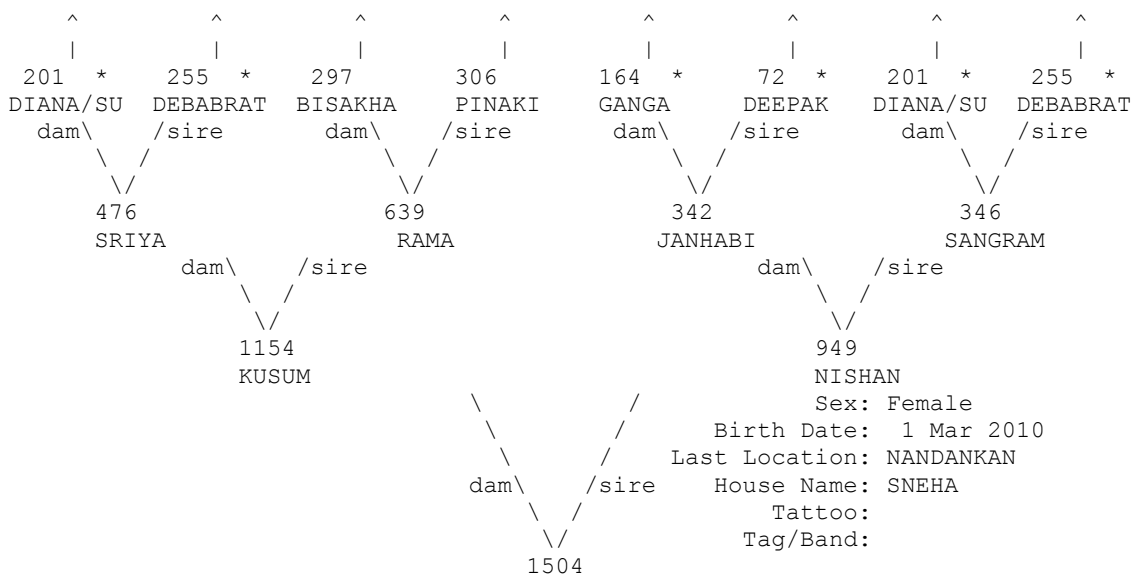 ^ ^ ^ ^ ^ ^ ^ ^
| | | | | | | |
201 * 255 * 297 306 164 * 72 * 201 * 255 *
DIANA/SU DEBABRAT BISAKHA PINAKI GANGA DEEPAK DIANA/SU DEBABRAT
dam\ /sire dam\ /sire dam\ /sire dam\ /sire
\ / \ / \ / \ /
\/ \/ \/ \/
476 639 342 346
SRIYA RAMA JANHABI SANGRAM
dam\ /sire dam\ /sire
\ / \ /
\/ \/
1154 949
KUSUM NISHAN
\ / Sex: Female
\ / Birth Date: 1 Mar 2010
\ / Last Location: NANDANKAN
dam\ /sire House Name: SNEHA
\ / Tattoo:
\/ Tag/Band:
1504